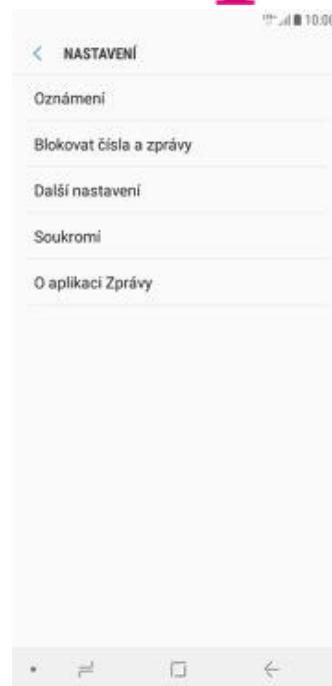 10:00
NASTAVENÍ
Oznámení
Blokovat čísla a zprávy
Další nastavení
Soukromí
O aplikaci Zprávy